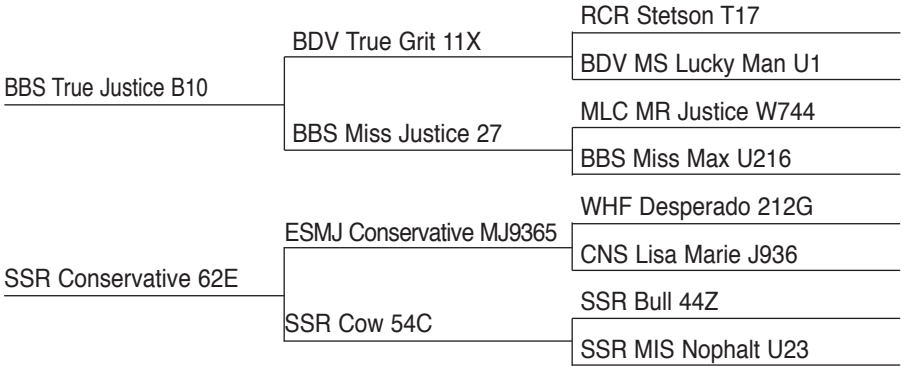 RCR Stetson T17
BDV True Grit 11X
BDV MS Lucky Man U1
BBS True Justice B10
MLC MR Justice W744
BBS Miss Justice 27
BBS Miss Max U216
WHF Desperado 212G
ESMJ Conservative MJ9365
CNS Lisa Marie J936
SSR Conservative 62E
SSR Bull 44Z
SSR Cow 54C
SSR MIS Nophalt U23